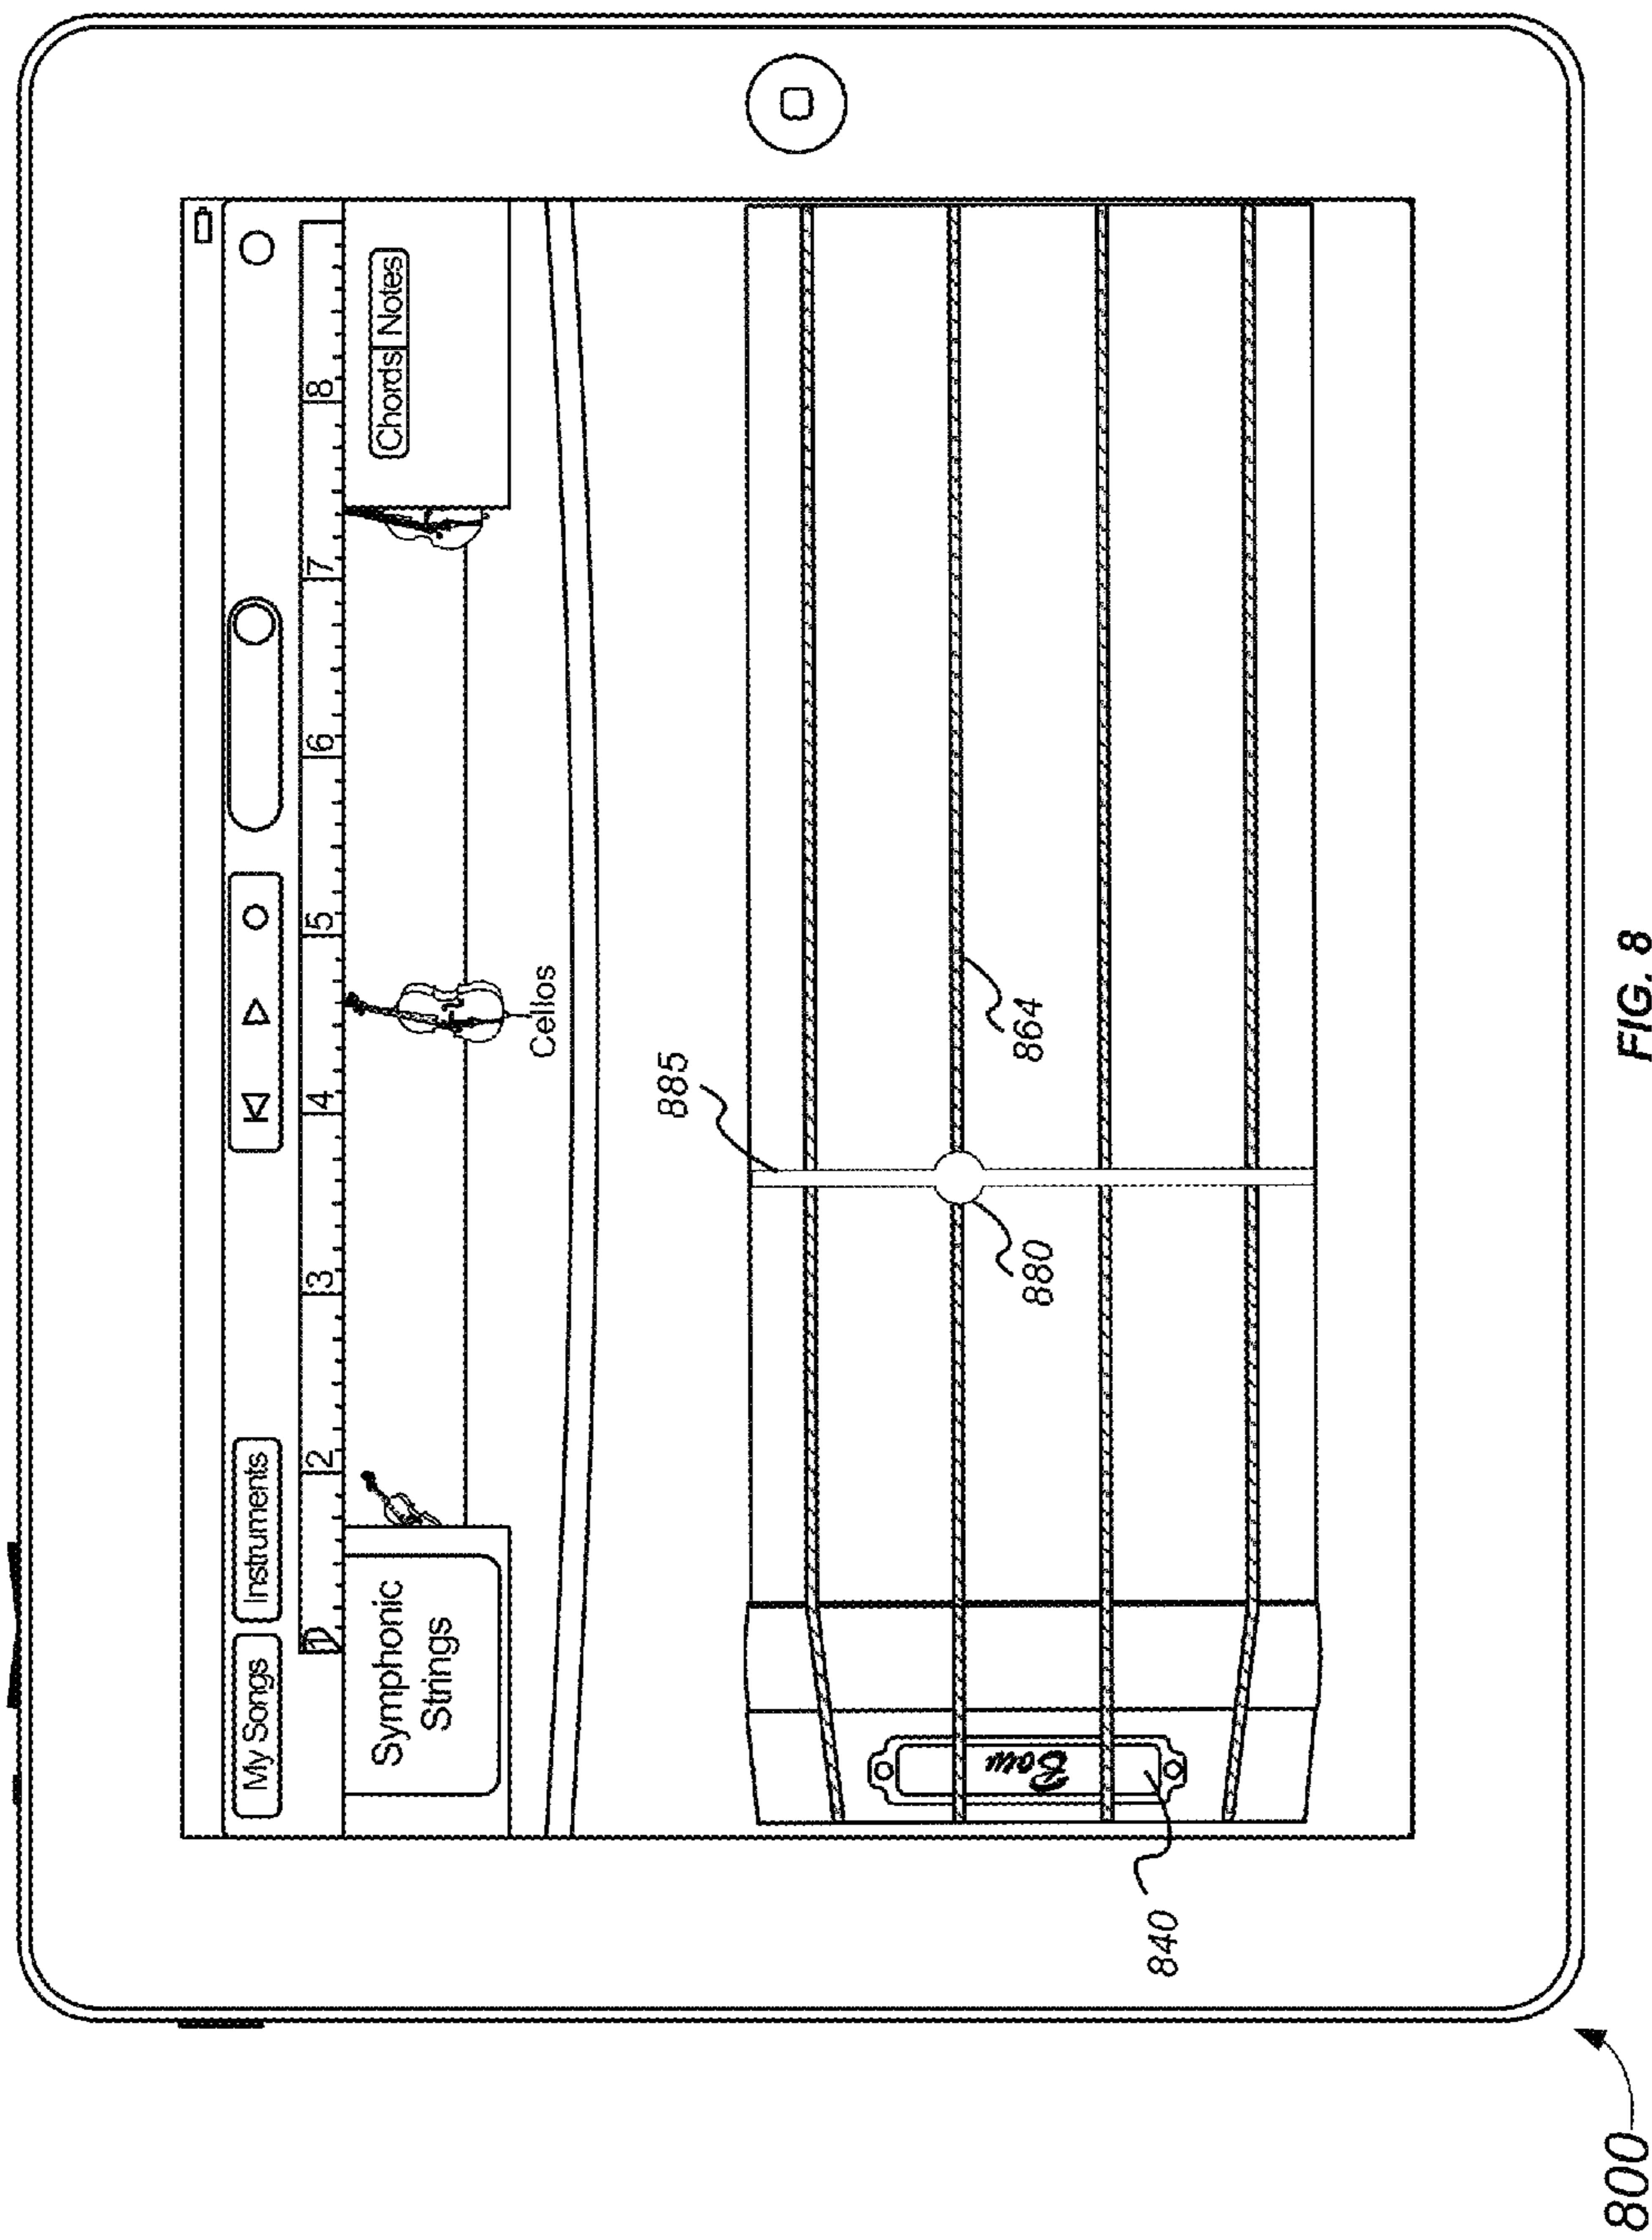 My Songs Instruments
1 2 3 4 5 6 7 8
Symphonic
Strings
Chords Notes
Cellos
885
864
880
Bow
840
800
FIG. 8